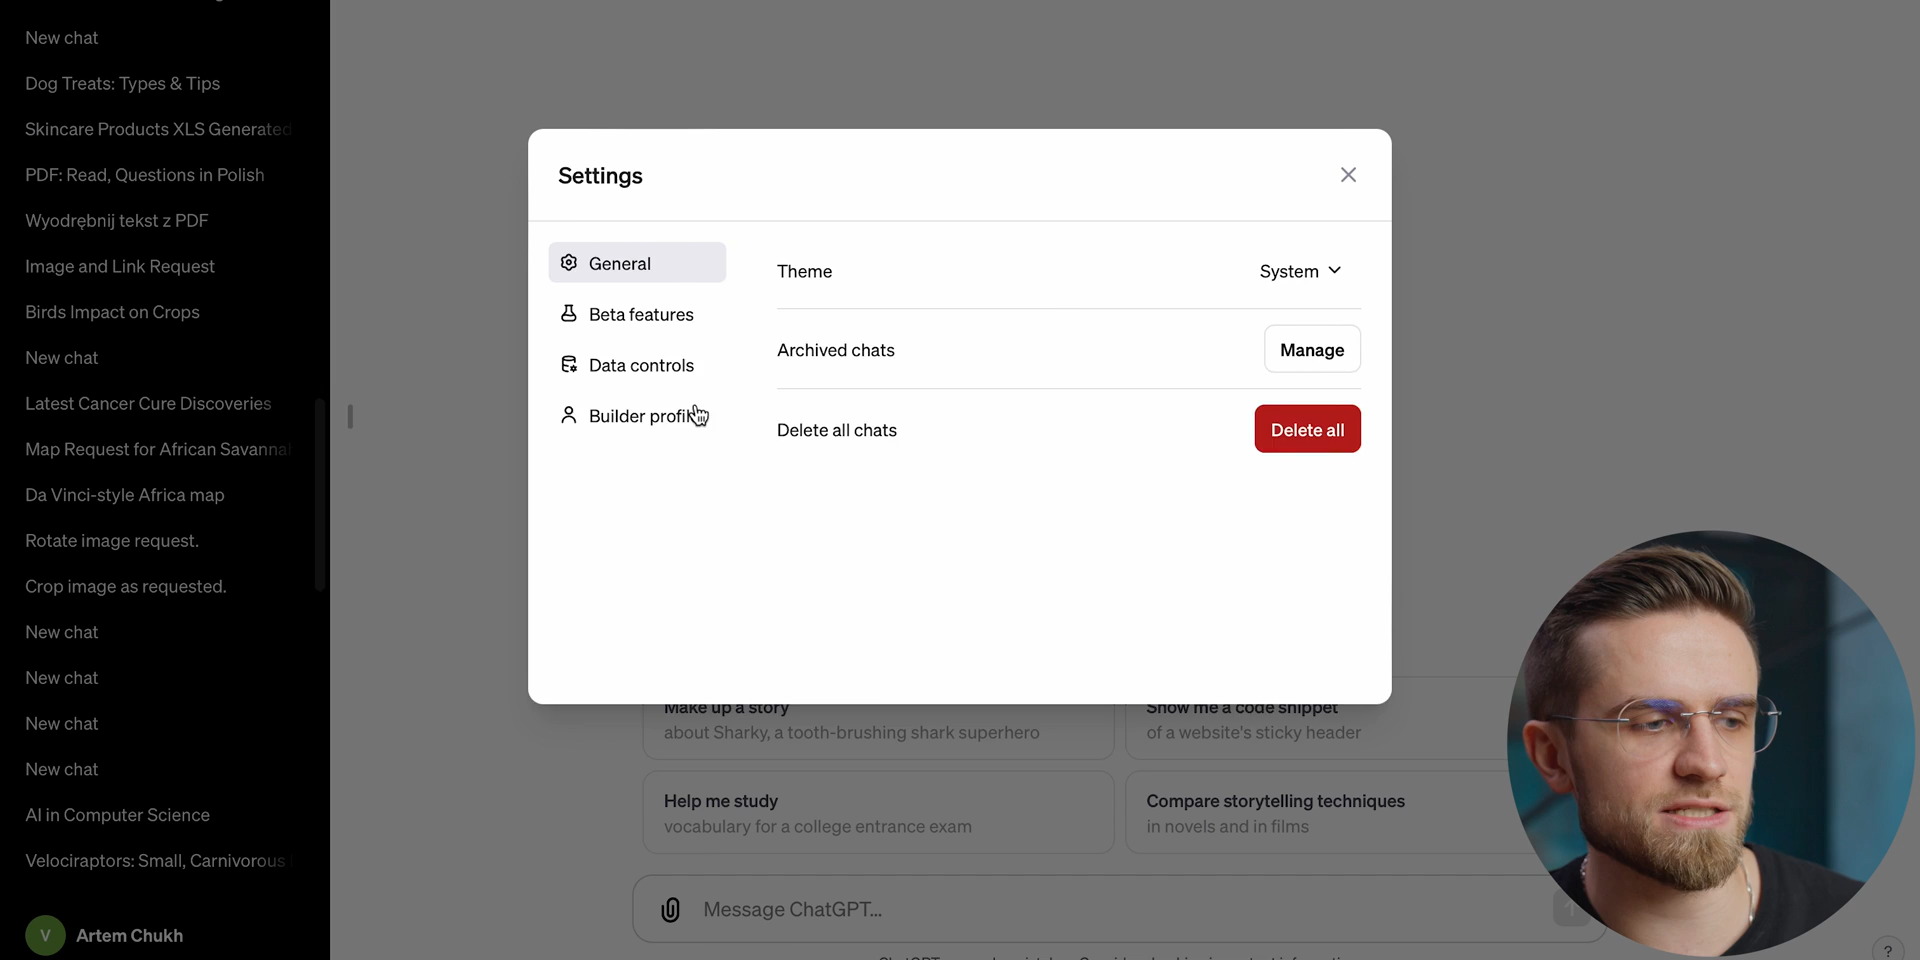 New chat
Dog Treats: Types & Tips
Skincare Products XLS Generated
PDF: Read, Questions in Polish
Wyodrębnij tekst z PDF
Image and Link Request
Birds Impact on Crops
New chat
Latest Cancer Cure Discoveries
Map Request for African Savanna
Da Vinci-style Africa map
Rotate image request.
Crop image as requested.
New chat
New chat
New chat
New chat
AI in Computer Science
Velociraptors: Small, Carnivorous
V Artem Chukh
Settings
General
Beta features
Data controls
Builder profile
Theme
System
Archived chats
Manage
Delete all chats
Delete all
Make up a story
about Sharky, a tooth-brushing shark superhero
Show me a code snippet
of a website's sticky header
Help me study
vocabulary for a college entrance exam
Compare storytelling techniques
in novels and in films
Message ChatGPT...
?